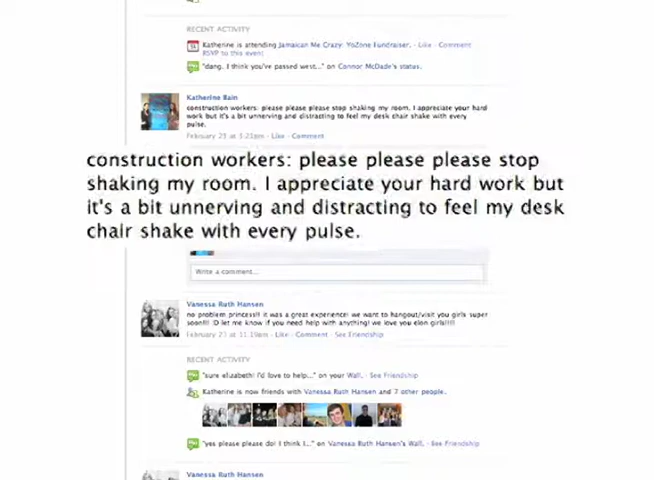 RECENT ACTIVITY
Katherine is attending Jamaican Me Crazy: YoZone Fundraiser. · Like · Comment
RSVP to this event
"dang. I think you've passed west..." on Connor McDade's status.
Katherine Bain
construction workers: please please please stop shaking my room. I appreciate your hard
work but it's a bit unnerving and distracting to feel my desk chair shake with every
pulse.
February 25 at 3:21pm · Like · Comment
construction workers: please please please stop
shaking my room. I appreciate your hard work but
it's a bit unnerving and distracting to feel my desk
chair shake with every pulse.
Write a comment...
Vanessa Ruth Hansen
no problem princess!! it was a great experience! we want to hangout/visit you girls super
soon!!! :D let me know if you need help with anything! we love you elon girls!!!!
· Like · Comment · See Friendship
RECENT ACTIVITY
"sure elizabeth! I'd love to help..." on your Wall. · See Friendship
Katherine is now friends with Vanessa Ruth Hansen and 7 other people.
"yes please please do! I think I..." on Vanessa Ruth Hansen's Wall. · See Friendship
Vanessa Ruth Hansen